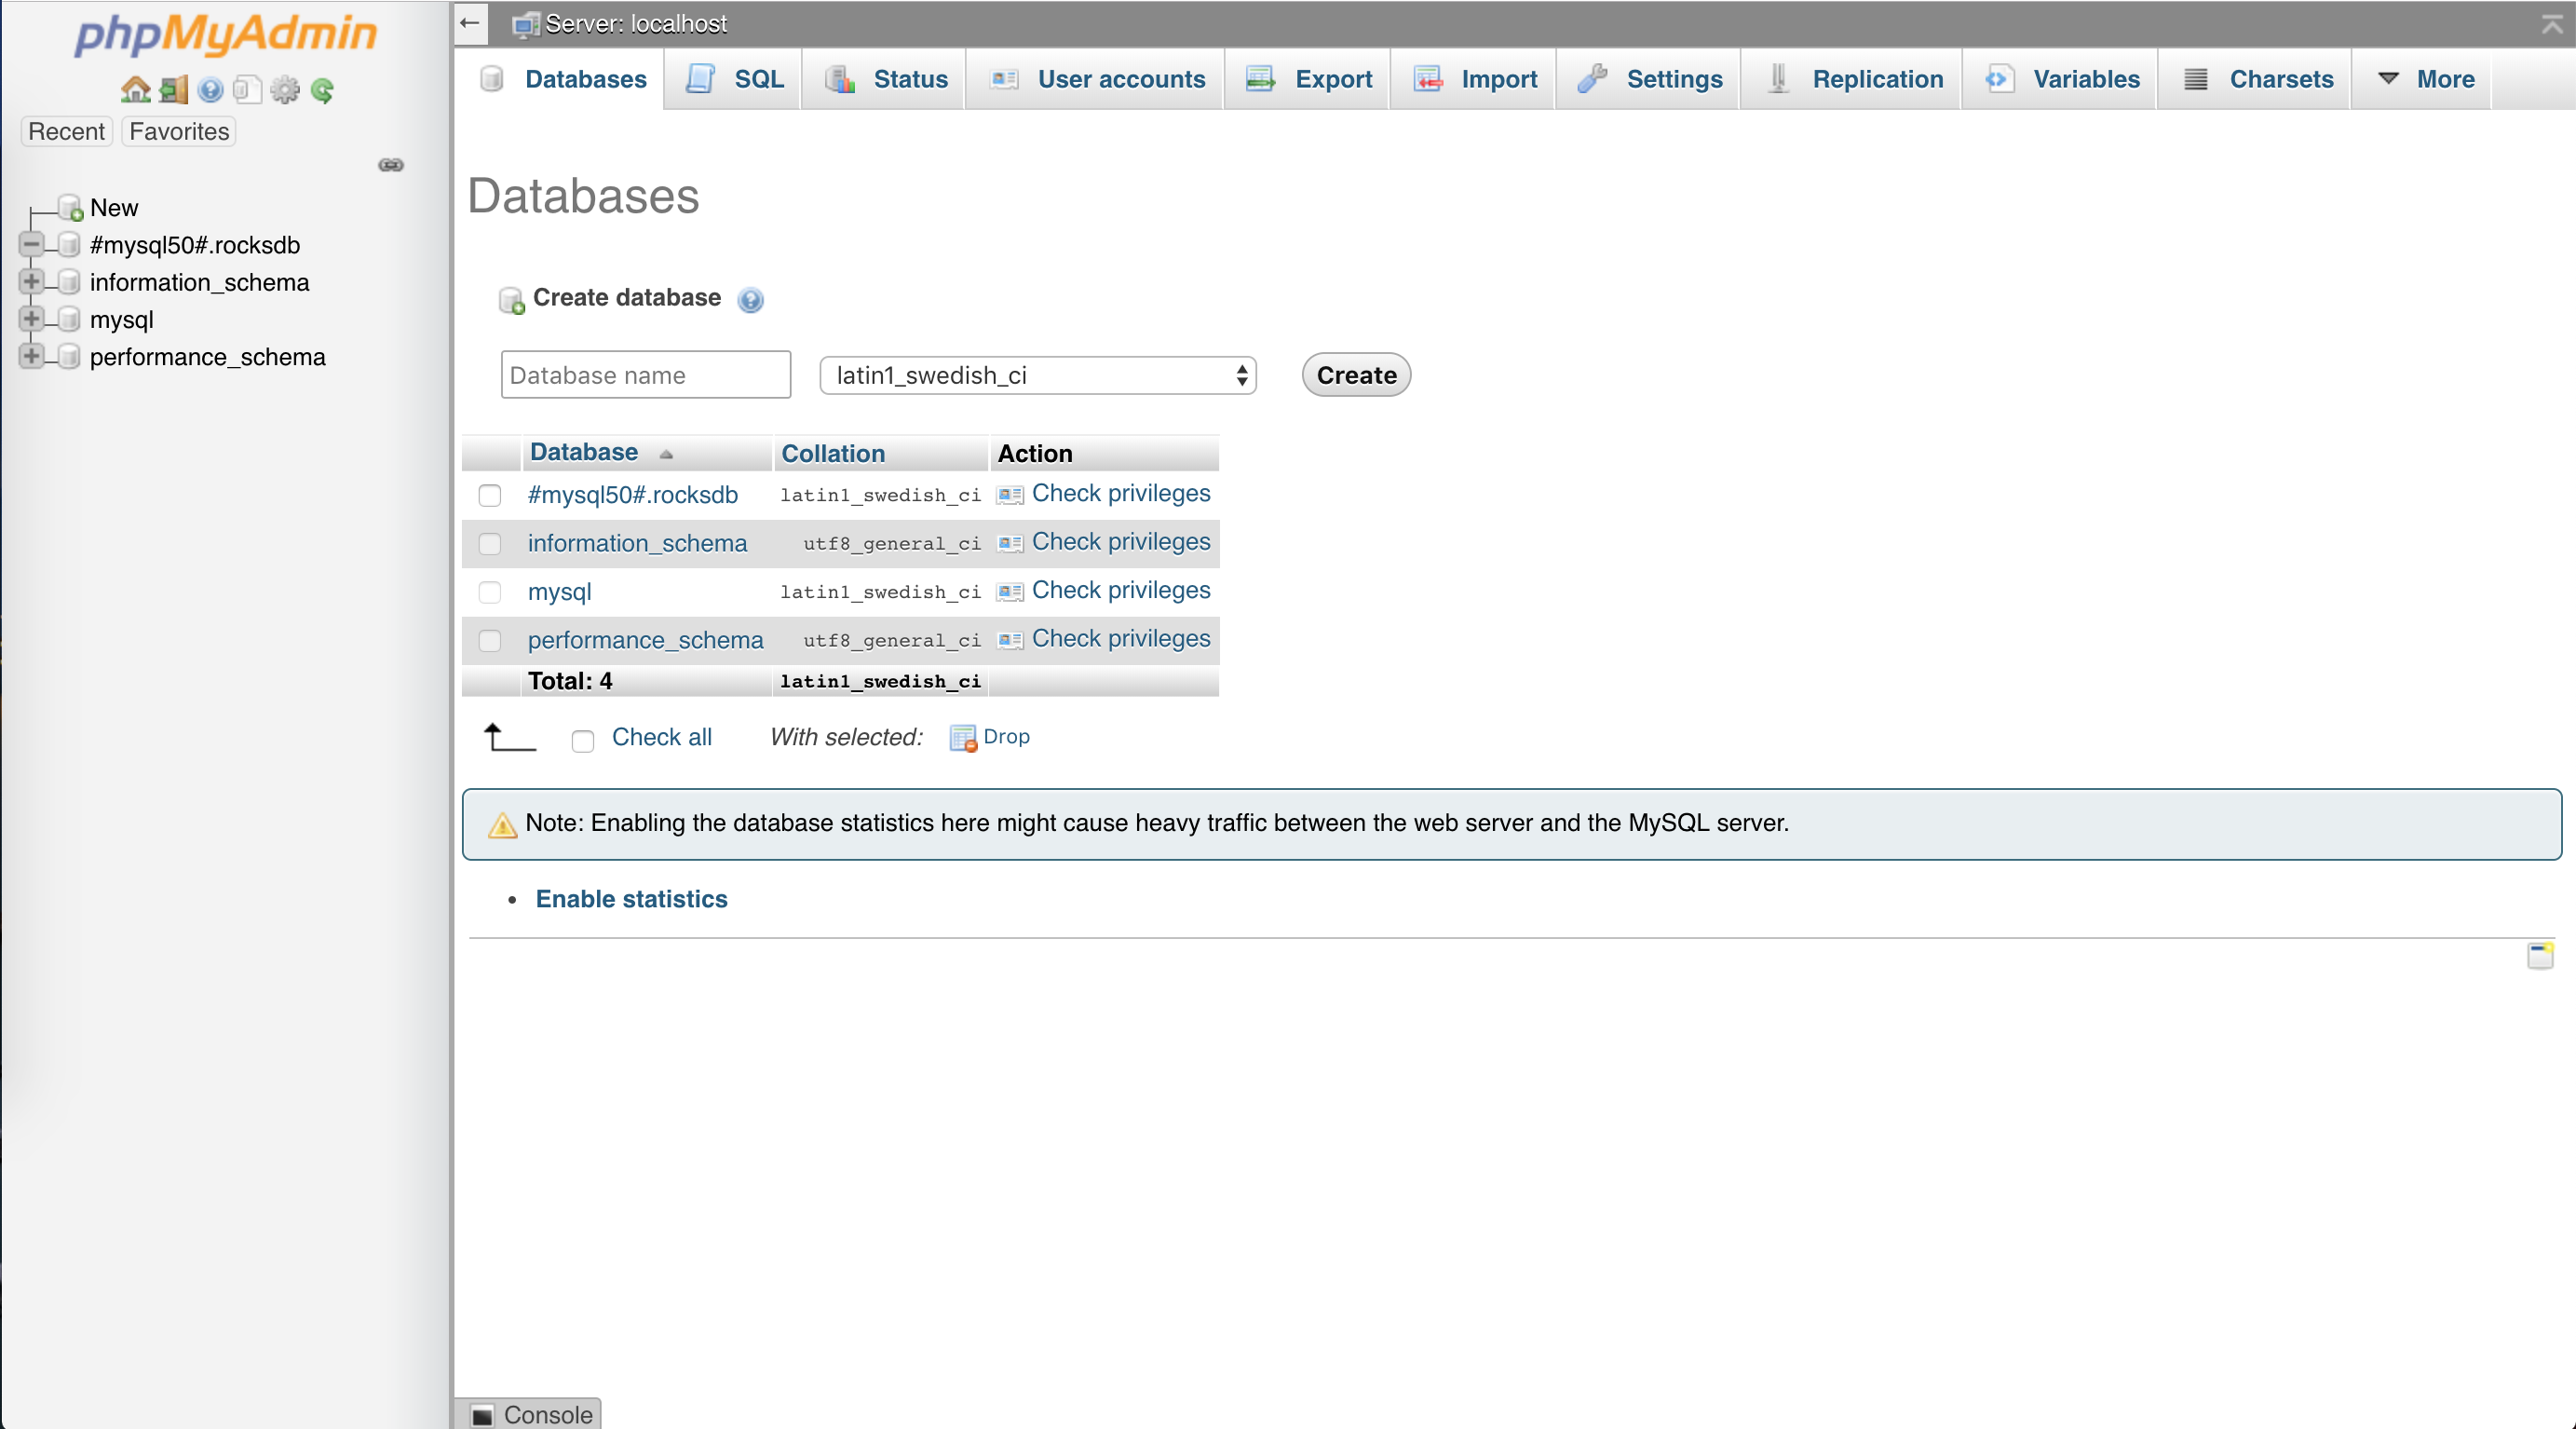 phpMyAdmin
Recent Favorites
New
#mysql50#.rocksdb
information_schema
mysql
performance_schema
Server: localhost
Databases SQL Status User accounts Export Import Settings Replication Variables Charsets More
Databases
Create database
Database name latin1_swedish_ci Create
Database Collation Action
#mysql50#.rocksdb latin1_swedish_ci Check privileges
information_schema utf8_general_ci Check privileges
mysql latin1_swedish_ci Check privileges
performance_schema utf8_general_ci Check privileges
Total: 4 latin1_swedish_ci
Check all With selected: Drop
Note: Enabling the database statistics here might cause heavy traffic between the web server and the MySQL server.
• Enable statistics
Console